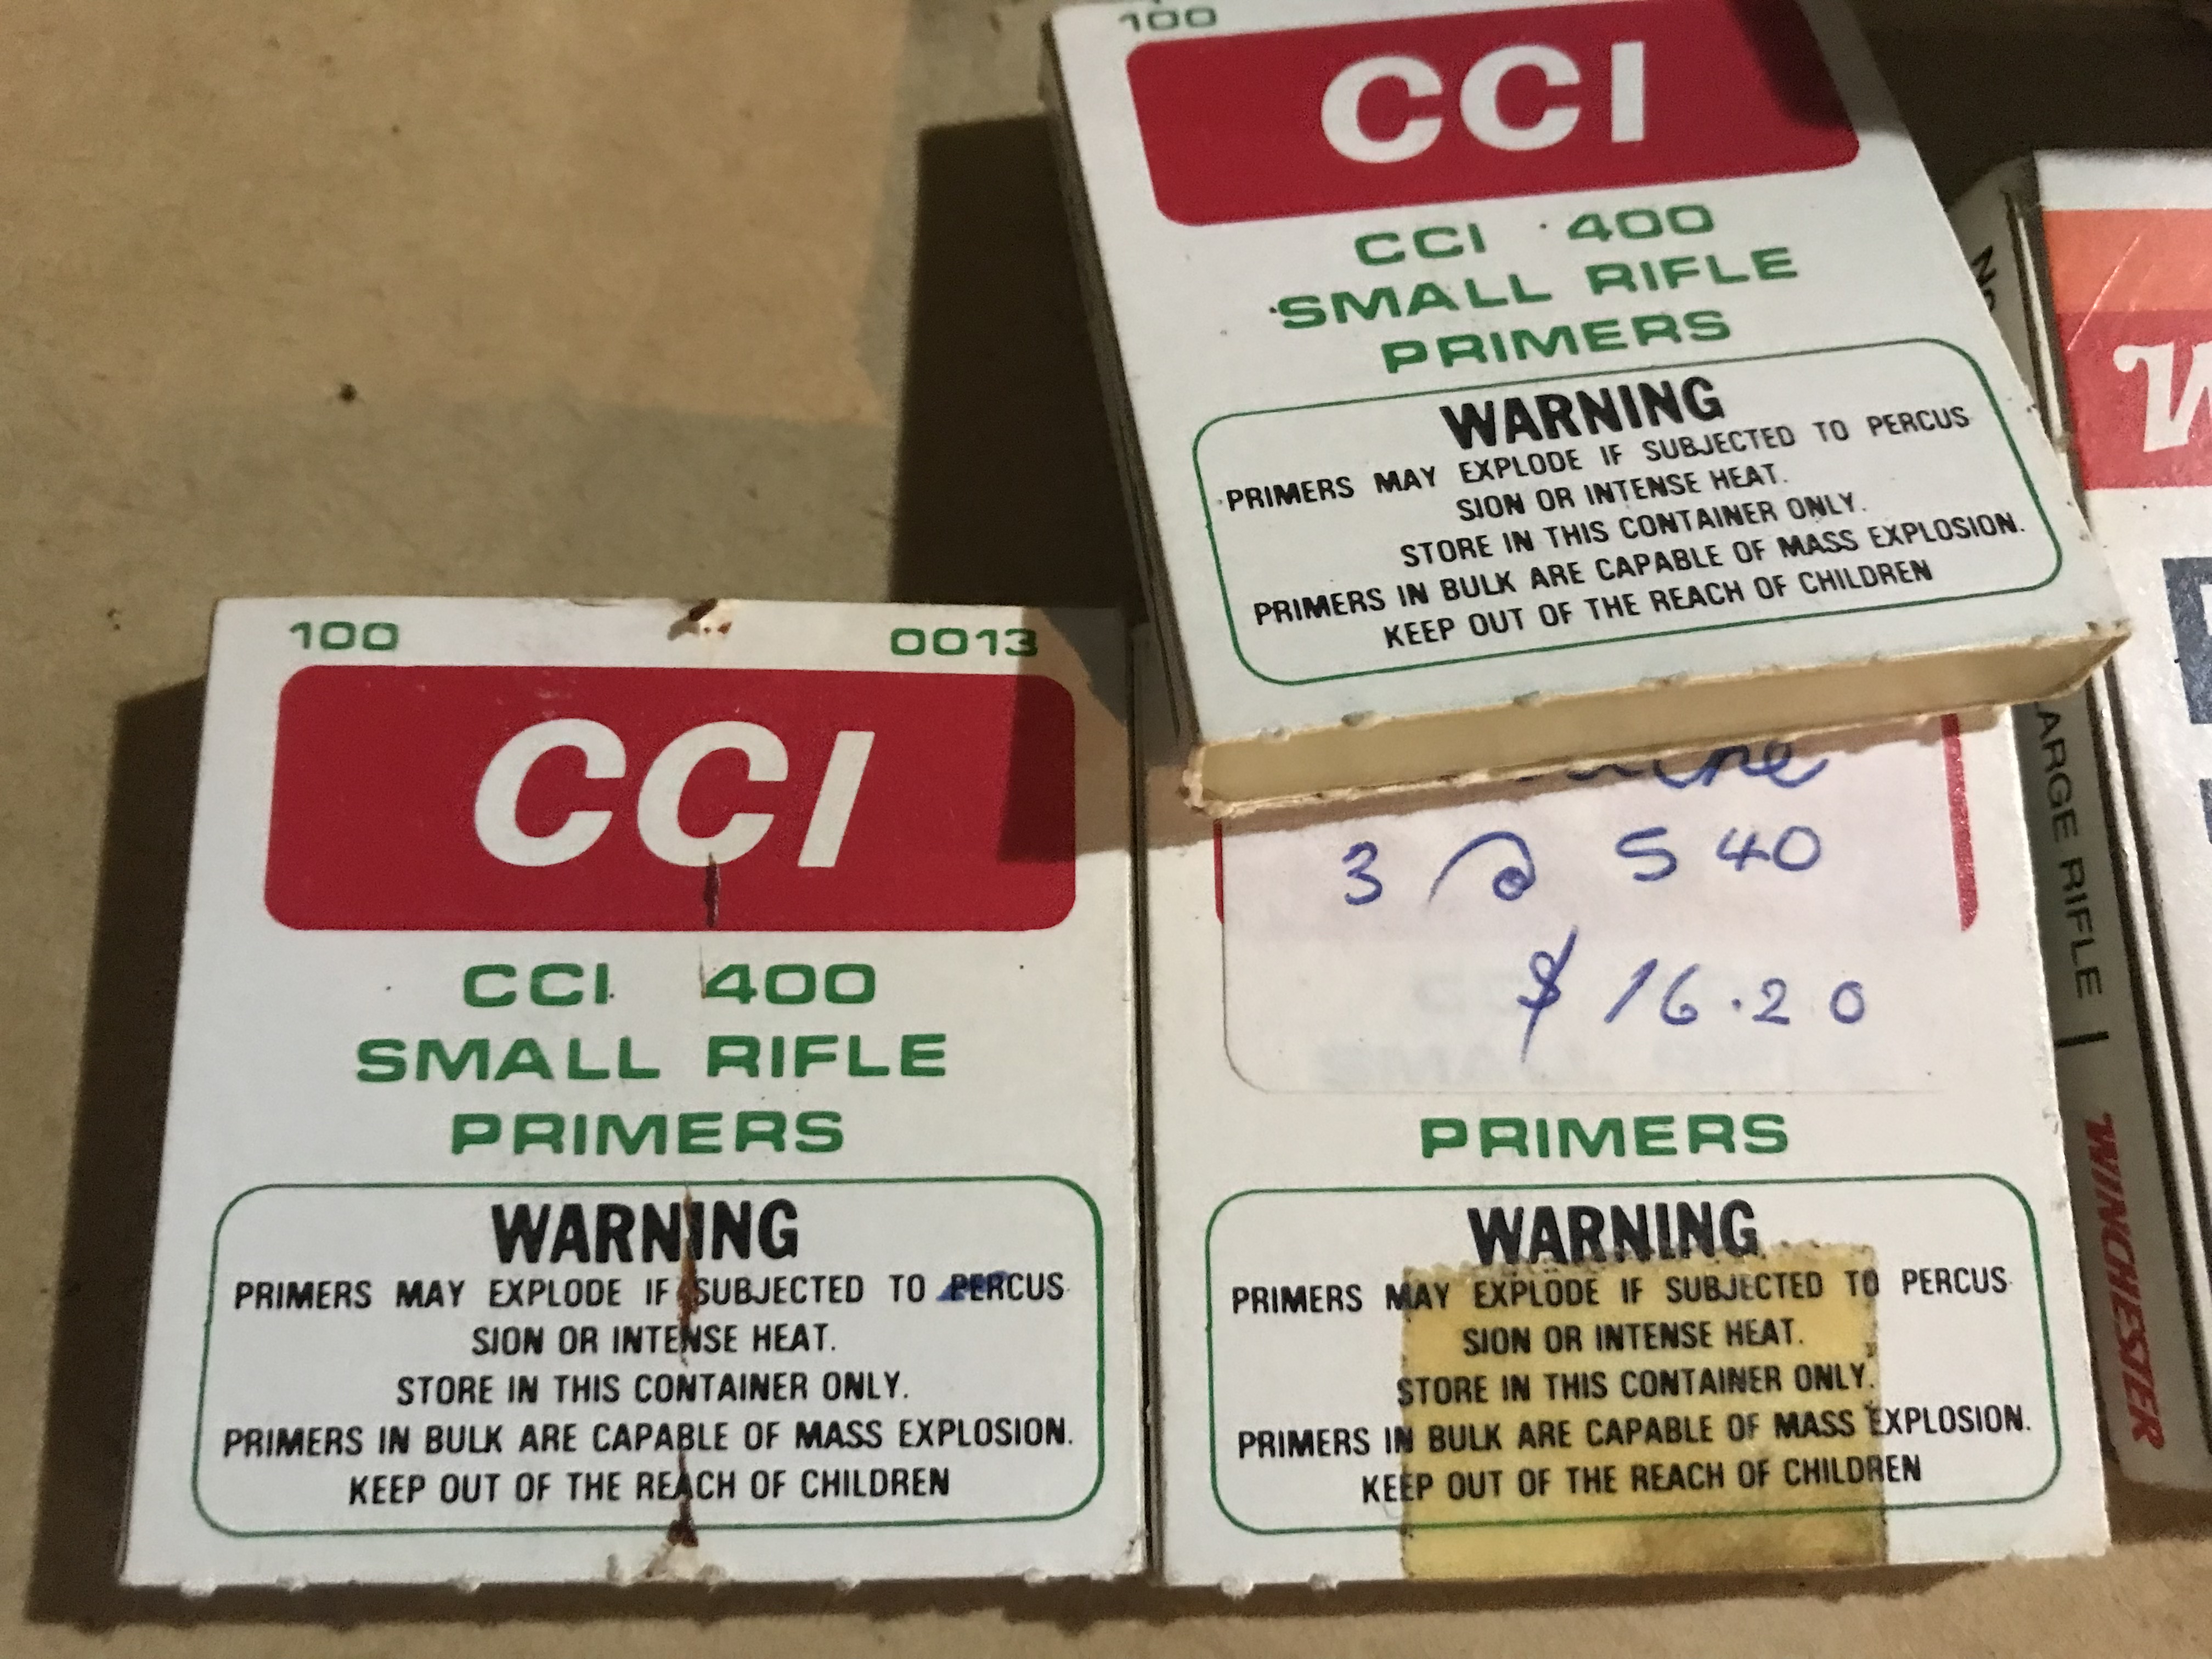 100
CCI
CCI 400
SMALL RIFLE
PRIMERS
WARNING
PRIMERS MAY EXPLODE IF SUBJECTED TO PERCUS
SION OR INTENSE HEAT.
STORE IN THIS CONTAINER ONLY.
PRIMERS IN BULK ARE CAPABLE OF MASS EXPLOSION.
KEEP OUT OF THE REACH OF CHILDREN
100 0013
CCI
CCI 400
SMALL RIFLE
PRIMERS
WARNING
PRIMERS MAY EXPLODE IF SUBJECTED TO PERCUS
SION OR INTENSE HEAT.
STORE IN THIS CONTAINER ONLY.
PRIMERS IN BULK ARE CAPABLE OF MASS EXPLOSION.
KEEP OUT OF THE REACH OF CHILDREN
3 @ 5 40
$ 16.20
PRIMERS
WARNING
PRIMERS MAY EXPLODE IF SUBJECTED TO PERCUS
SION OR INTENSE HEAT.
STORE IN THIS CONTAINER ONLY.
PRIMERS IN BULK ARE CAPABLE OF MASS EXPLOSION.
KEEP OUT OF THE REACH OF CHILDREN
LARGE RIFLE
WINCHESTER
W